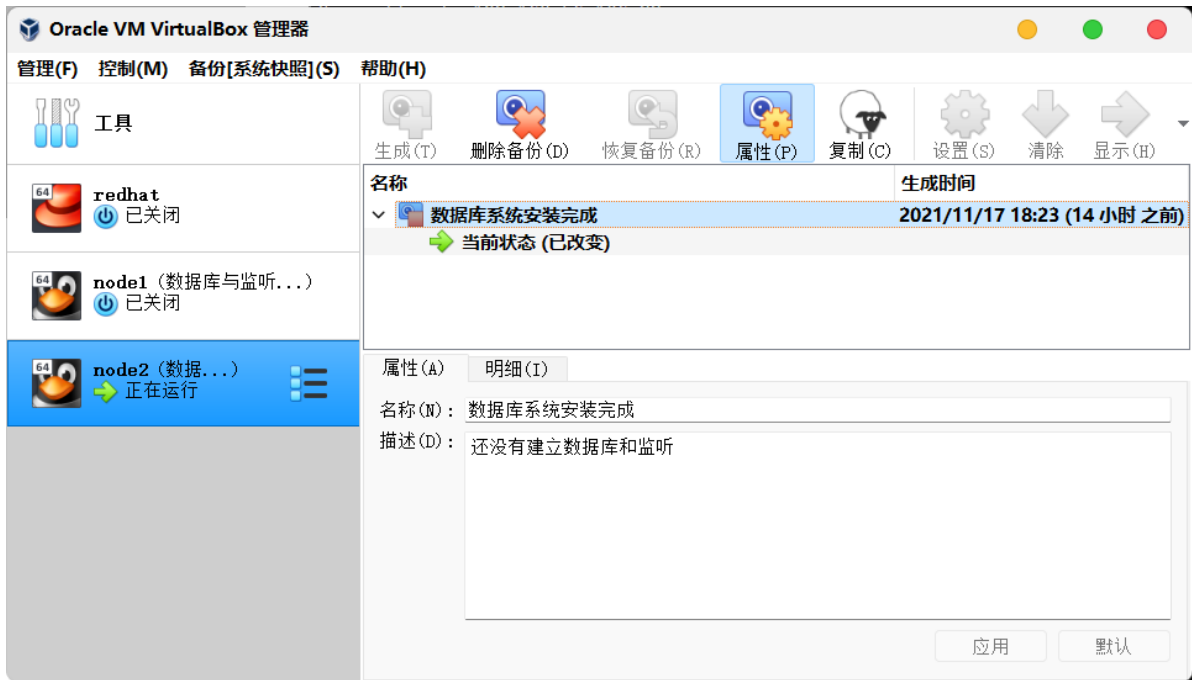 Oracle VM VirtualBox 管理器
管理(F) 控制(M) 备份[系统快照](S) 帮助(H)
工具
64
redhat
已关闭
64
node1（数据库与监听...）
已关闭
64
node2（数据...）
正在运行
生成(T) 删除备份(D) 恢复备份(R) 属性(P) 复制(C) 设置(S) 清除 显示(H)
名称 生成时间
数据库系统安装完成 2021/11/17 18:23 (14 小时 之前)
当前状态 (已改变)
属性(A) 明细(I)
名称(N): 数据库系统安装完成
描述(D): 还没有建立数据库和监听
应用 默认